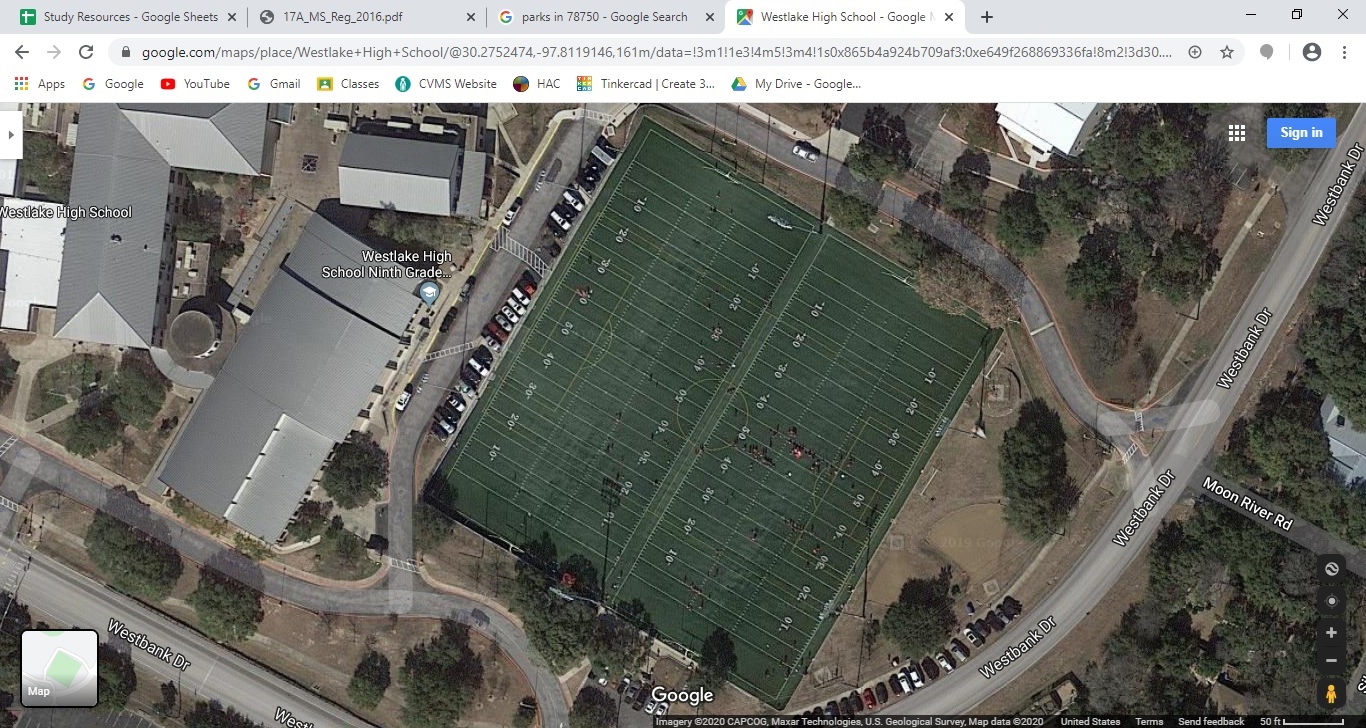 Study Resources - Google Sheets
17A_MS_Reg_2016.pdf
parks in 78750 - Google Search
Westlake High School - Google M
google.com/maps/place/Westlake+High+School/@30.2752474,-97.8119146,161m/data=!3m1!1e3!4m5!3m4!1s0x865b4a924b709af3:0xe649f268869336fa!8m2!3d30....
Apps
Google
YouTube
Gmail
Classes
CVMS Website
HAC
Tinkercad | Create 3...
My Drive - Google...
Sign in
Westlake High School
Westlake High
School Ninth Grade...
Westbank Dr
Westbank Dr
Westbank Dr
Westbank Dr
Moon River Rd
Westbank Dr
West
10
20
30
50
40
30
20
10
10
20
30
40
50
40
30
20
10
10
20
30
40
50
40
30
20
10
10
20
30
40
50
40
30
20
10
Map
Google
Imagery ©2020 CAPCOG, Maxar Technologies, U.S. Geological Survey, Map data ©2020
United States
Terms
Send feedback
50 ft